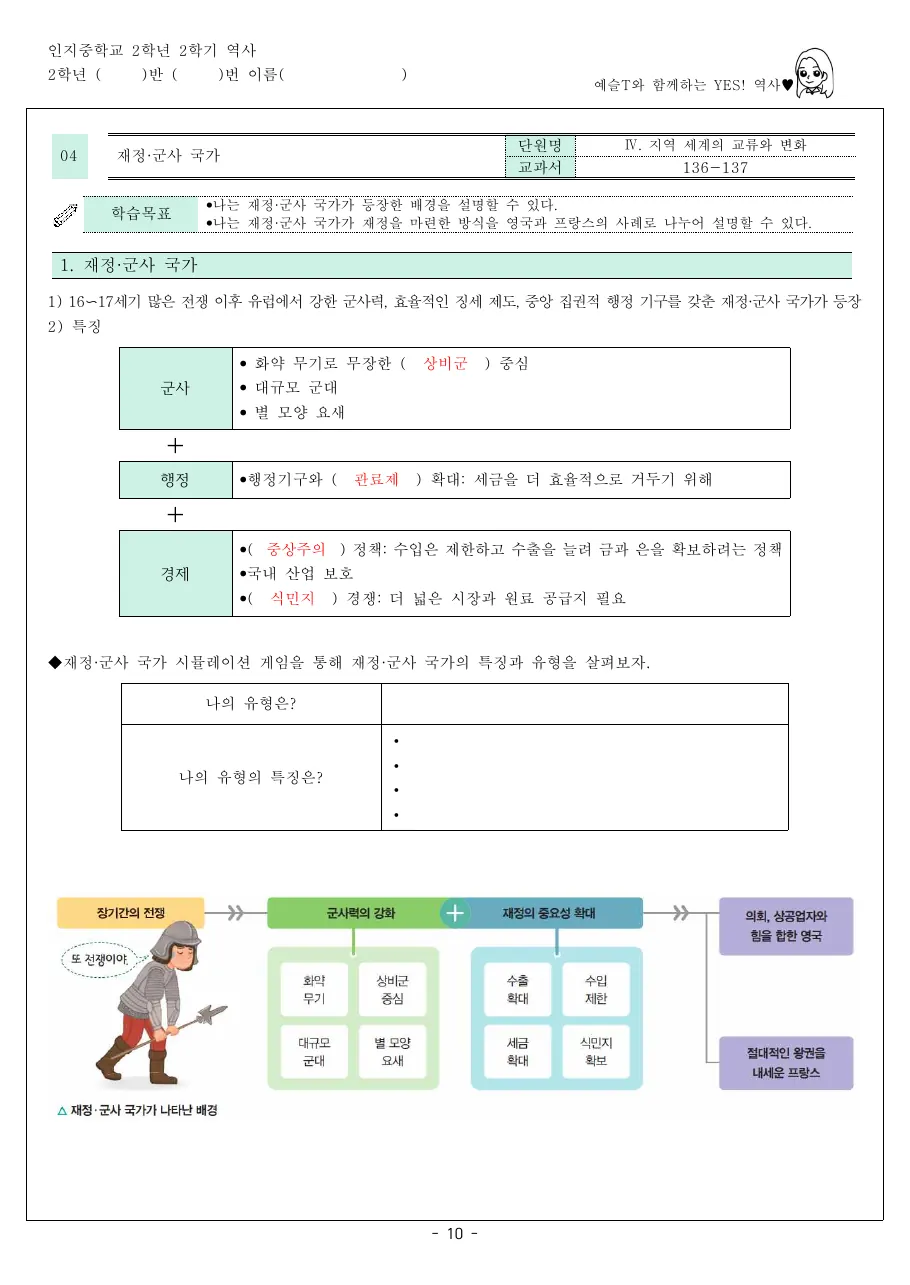 인지중학교 2학년 2학기 역사
2학년 (     )반 (     )번 이름(               )
예슬T와 함께하는 YES! 역사♥
04
재정·군사 국가
단원명
Ⅳ. 지역 세계의 교류와 변화
교과서
136-137
학습목표
●나는 재정·군사 국가가 등장한 배경을 설명할 수 있다.
●나는 재정·군사 국가가 재정을 마련한 방식을 영국과 프랑스의 사례로 나누어 설명할 수 있다.
1. 재정·군사 국가
1) 16~17세기 많은 전쟁 이후 유럽에서 강한 군사력, 효율적인 징세 제도, 중앙 집권적 행정 기구를 갖춘 재정·군사 국가가 등장
2) 특징
군사
● 화약 무기로 무장한 (  상비군  ) 중심
● 대규모 군대
● 별 모양 요새
+
행정
●행정기구와 (  관료제  ) 확대: 세금을 더 효율적으로 거두기 위해
+
경제
●(  중상주의  ) 정책: 수입은 제한하고 수출을 늘려 금과 은을 확보하려는 정책
●국내 산업 보호
●(  식민지  ) 경쟁: 더 넓은 시장과 원료 공급지 필요
◆재정·군사 국가 시뮬레이션 게임을 통해 재정·군사 국가의 특징과 유형을 살펴보자.
나의 유형은?
나의 유형의 특징은?
•
•
•
•
장기간의 전쟁
군사력의 강화
+
재정의 중요성 확대
의회, 상공업자와
힘을 합한 영국
또 전쟁이야.
화약
무기
상비군
중심
수출
확대
수입
제한
대규모
군대
별 모양
요새
세금
확대
식민지
확보
절대적인 왕권을
내세운 프랑스
△ 재정·군사 국가가 나타난 배경
- 10 -